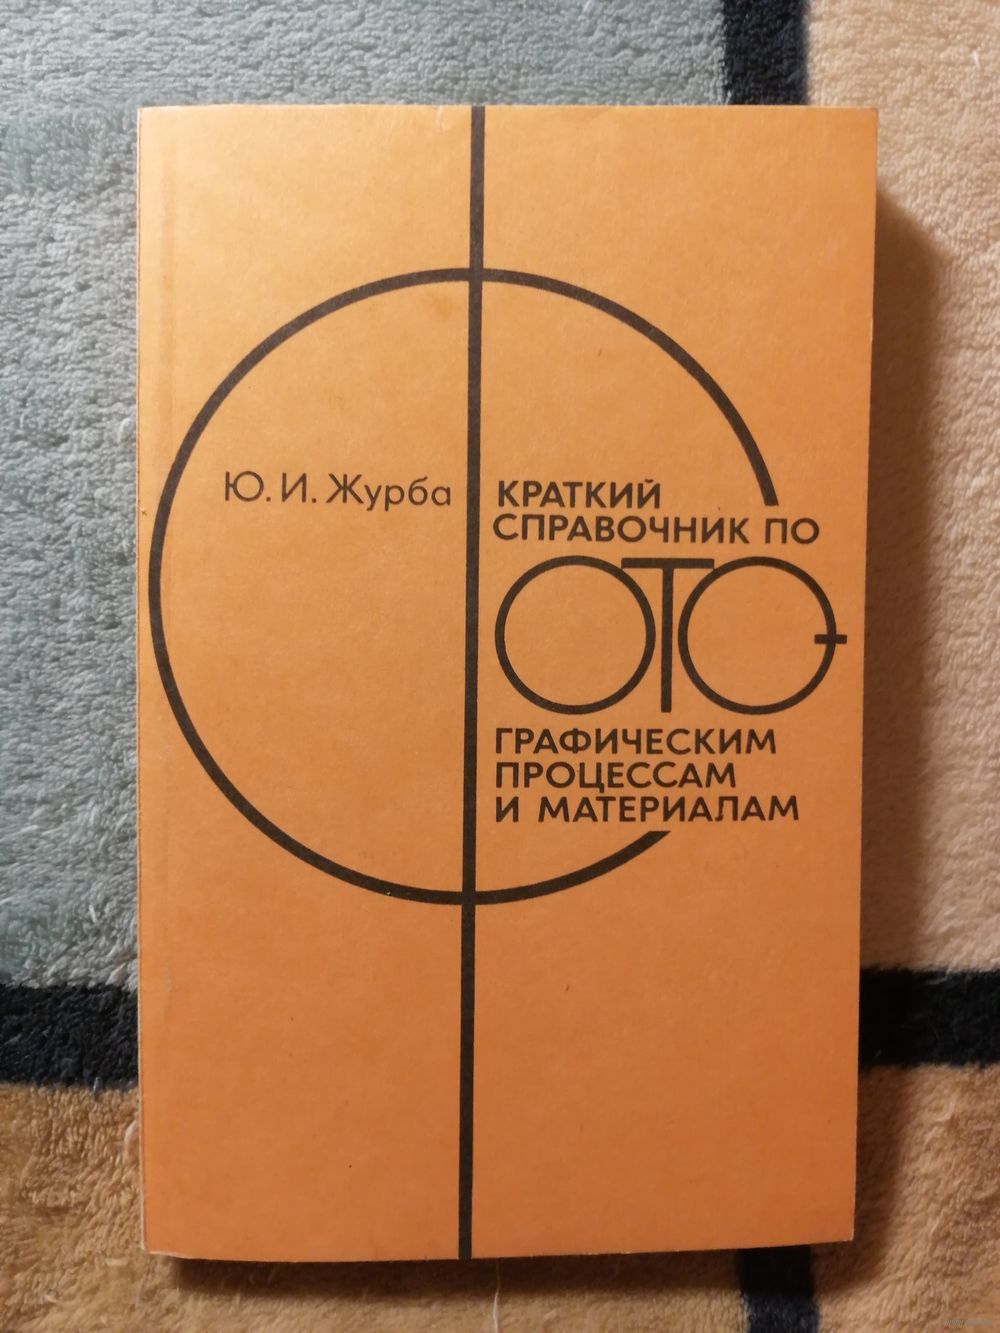 Ю. И. Журба
КРАТКИЙ
СПРАВОЧНИК ПО
ФОТО-
ГРАФИЧЕСКИМ
ПРОЦЕССАМ
И МАТЕРИАЛАМ